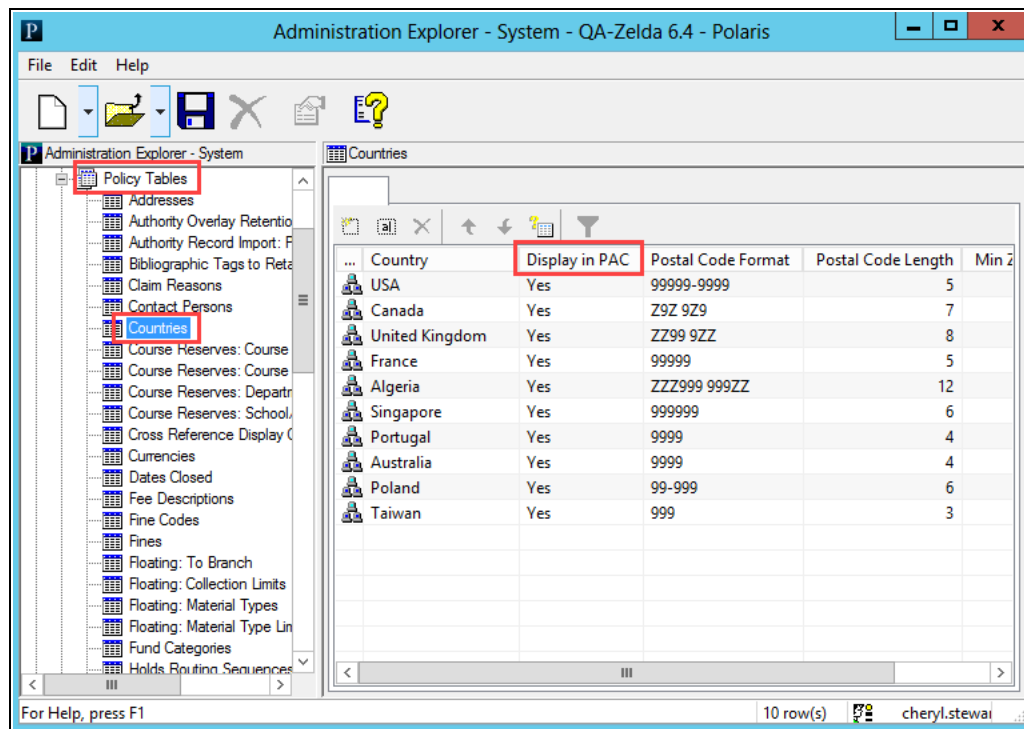 Administration Explorer - System - QA-Zelda 6.4 - Polaris
File Edit Help
Administration Explorer - System
Countries
Policy Tables
Addresses
Authority Overlay Retentio
Authority Record Import: F
Bibliographic Tags to Reta
Claim Reasons
Contact Persons
Countries
Course Reserves: Course
Course Reserves: Course
Course Reserves: Departr
Course Reserves: School/
Cross Reference Display (
Currencies
Dates Closed
Fee Descriptions
Fine Codes
Fines
Floating: To Branch
Floating: Collection Limits
Floating: Material Types
Floating: Material Type Lin
Fund Categories
Holds Routing Sequences
... Country Display in PAC Postal Code Format Postal Code Length Min Z
USA Yes 99999-9999 5
Canada Yes Z9Z 9Z9 7
United Kingdom Yes ZZ99 9ZZ 8
France Yes 99999 5
Algeria Yes ZZZ999 999ZZ 12
Singapore Yes 999999 6
Portugal Yes 9999 4
Australia Yes 9999 4
Poland Yes 99-999 6
Taiwan Yes 999 3
For Help, press F1
10 row(s)
cheryl.stewai